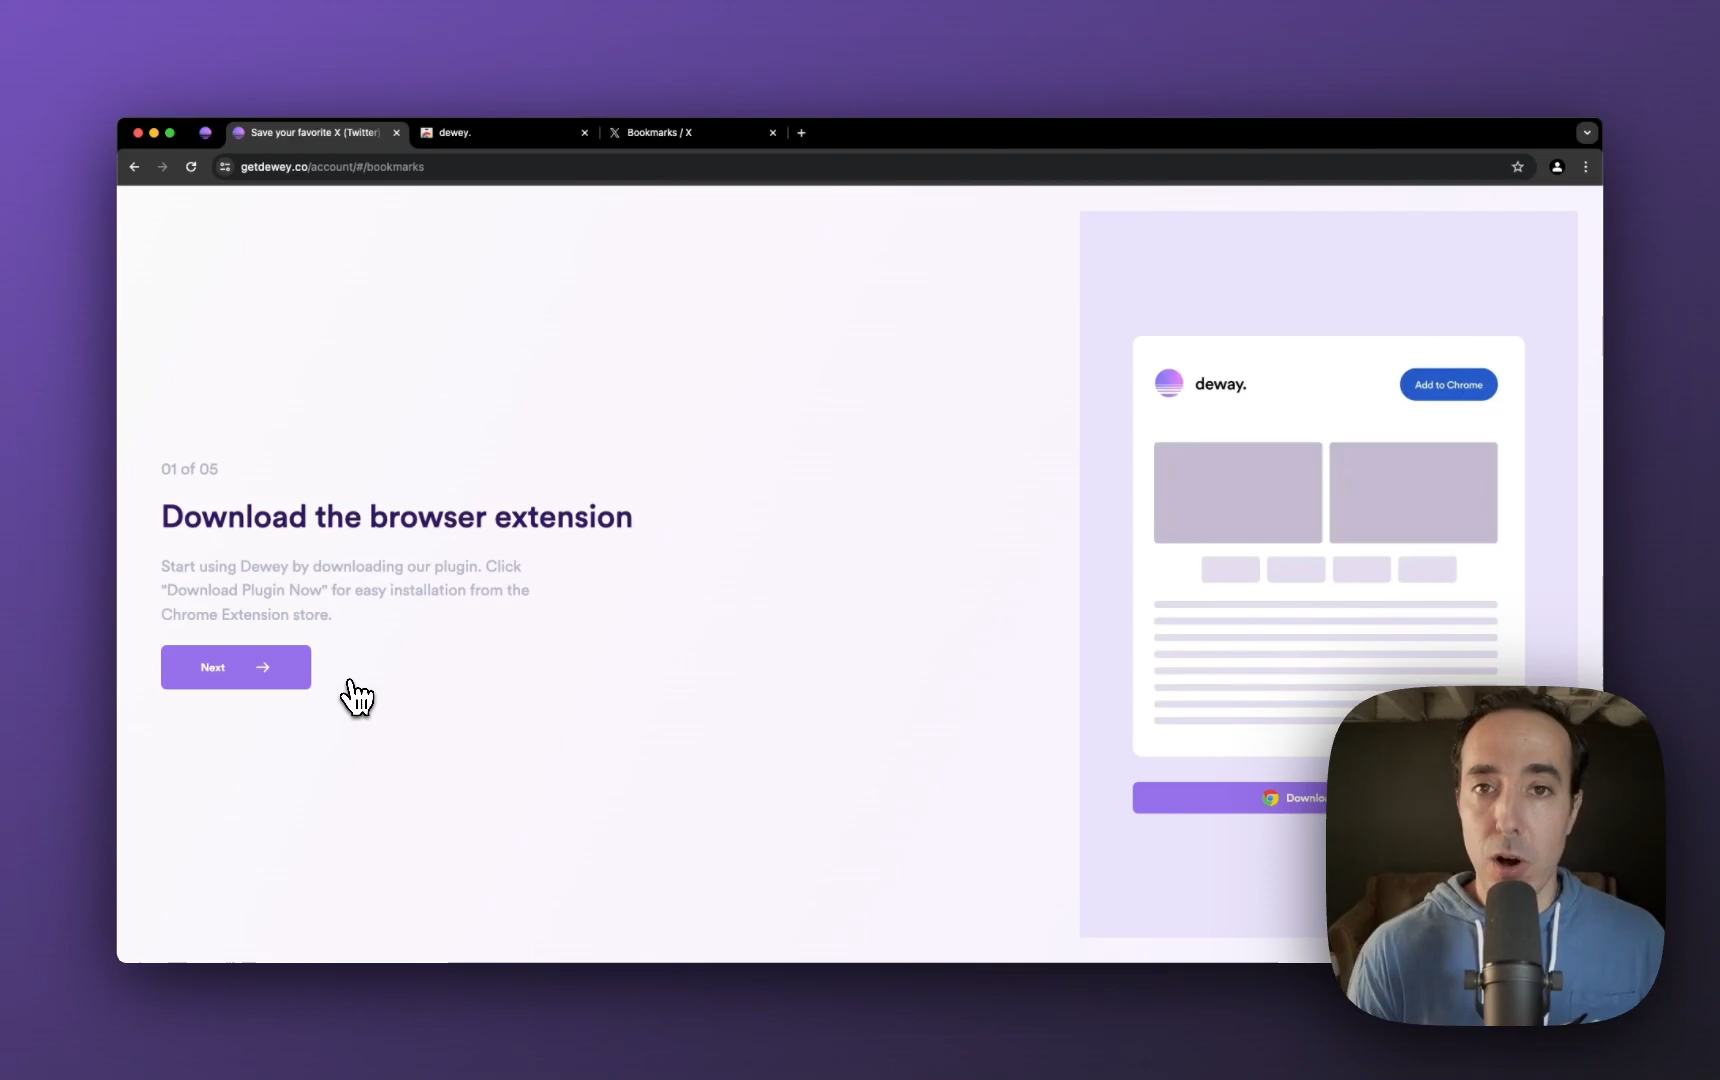 Save your favorite X (Twitter)
dewey.
Bookmarks / X
getdewey.co/account/#/bookmarks
01 of 05
Download the browser extension
Start using Dewey by downloading our plugin. Click
"Download Plugin Now" for easy installation from the
Chrome Extension store.
Next
deway.
Add to Chrome